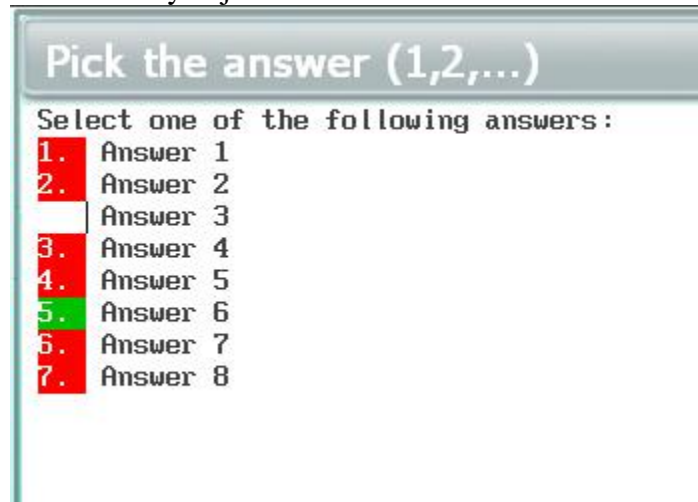 Pick the answer (1,2,...)
Select one of the following answers:
1. Answer 1
2. Answer 2
Answer 3
3. Answer 4
4. Answer 5
5. Answer 6
6. Answer 7
7. Answer 8